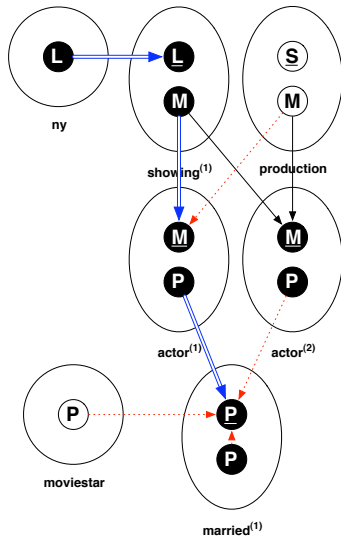 L
L
S
M
M
ny
showing(1)
production
M
M
P
P
actor(1)
actor(2)
P
P
moviestar
P
married(1)